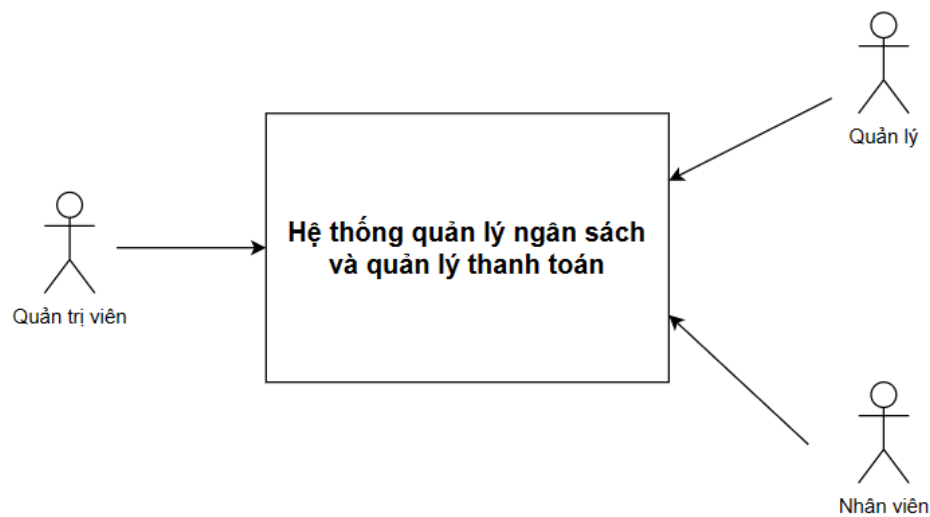 Quản lý
Hệ thống quản lý ngân sách
và quản lý thanh toán
Quản trị viên
Nhân viên